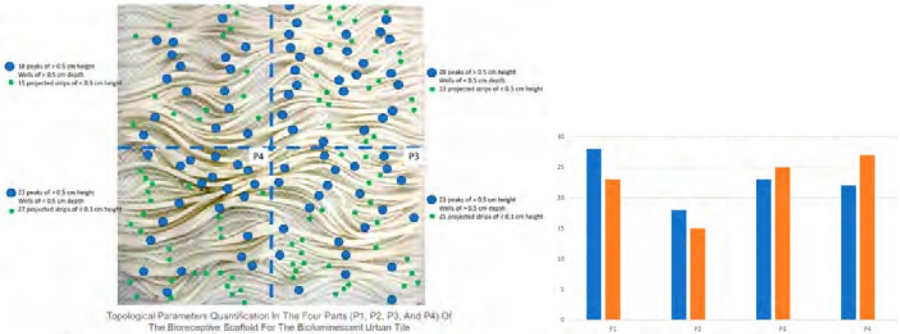 18 peaks of > 0.5 cm height
Wells of > 0.5 cm depth
15 projected strips of < 0.3 cm height
28 peaks of > 0.5 cm height
Wells of < 0.5 cm depth
23 projected strips of < 0.3 cm height
P4
P3
22 peaks of > 0.5 cm height
Wells of < 0.5 cm depth
27 projected strips of < 0.3 cm height
23 peaks of > 0.5 cm height
Wells of > 0.5 cm depth
25 projected strips of < 0.3 cm height
Topological Parameters Quantification In The Four Parts (P1, P2, P3, And P4) Of
The Bioreceptive Scaffold For The Bioluminescent Urban Tile
30
25
20
15
10
5
0
P1
P2
P3
P4